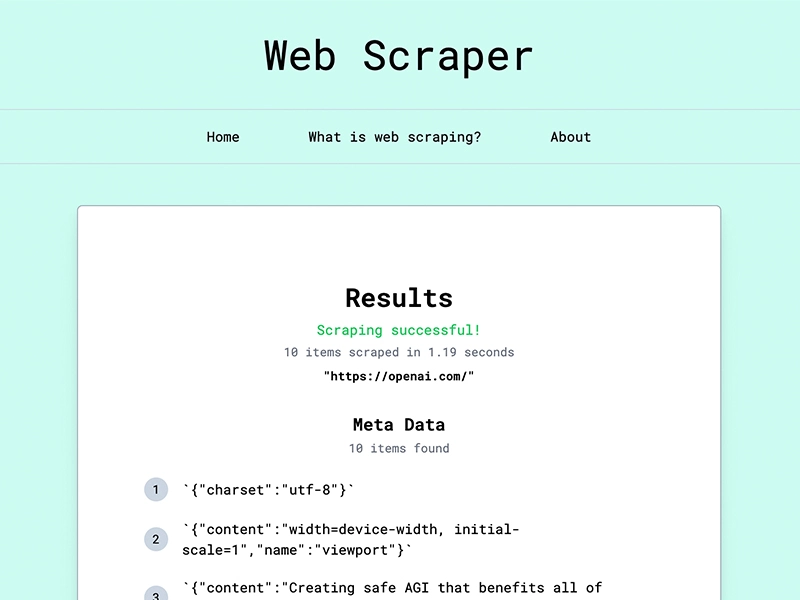 Web Scraper
Home What is web scraping? About
Results
Scraping successful!
10 items scraped in 1.19 seconds
"https://openai.com/"
Meta Data
10 items found
1 `{"charset":"utf-8"}`
2 `{"content":"width=device-width, initial-
scale=1","name":"viewport"}`
3 `{"content":"Creating safe AGI that benefits all of